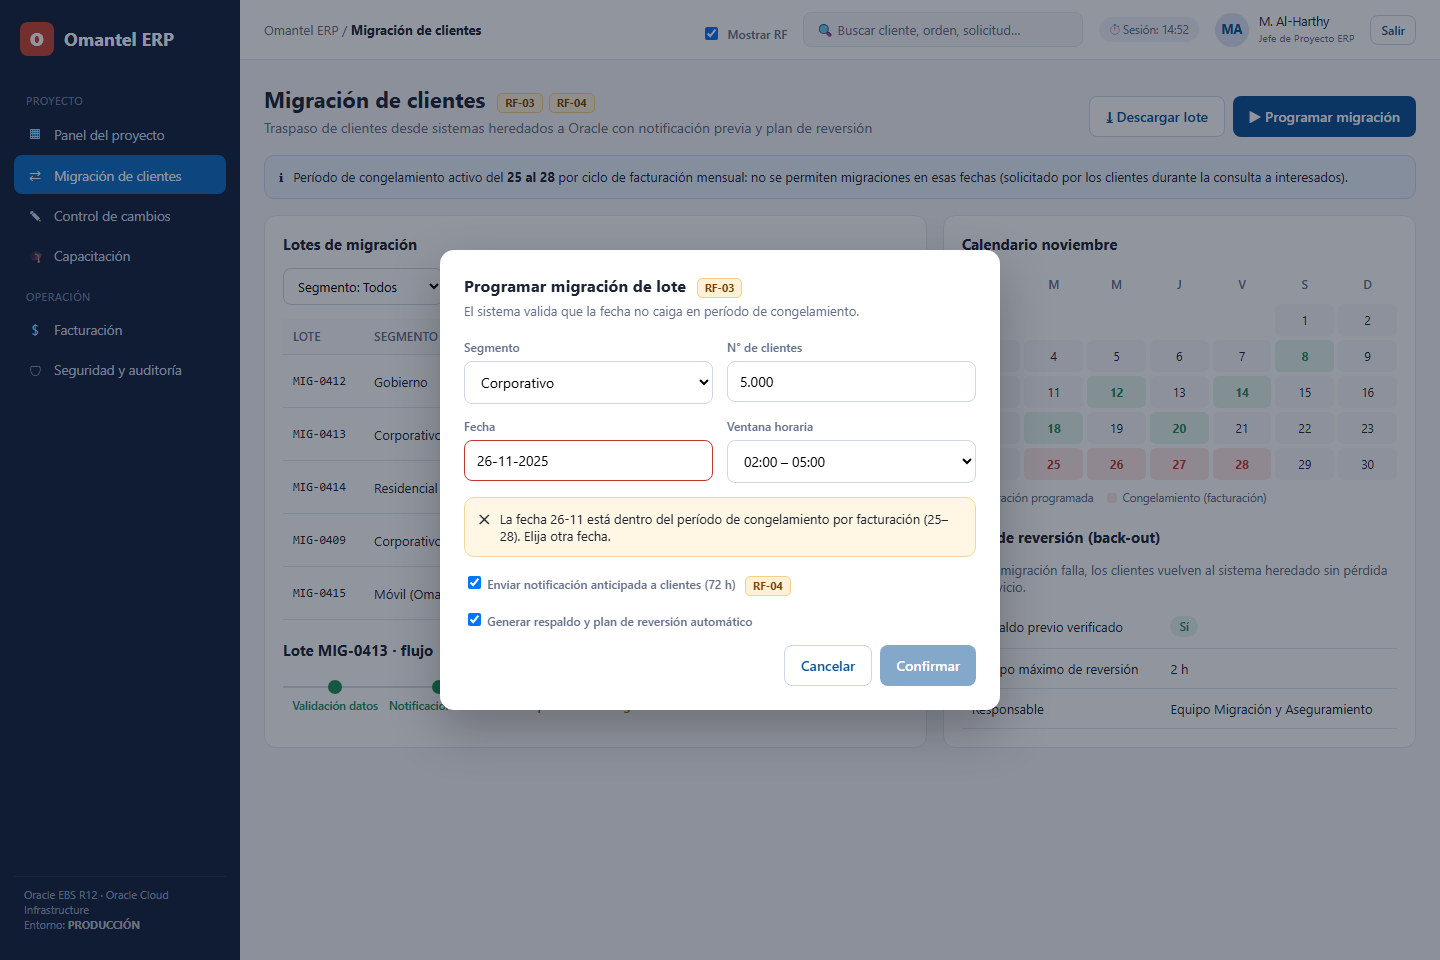 O Omantel ERP
PROYECTO
Panel del proyecto
Migración de clientes
Control de cambios
Capacitación
OPERACIÓN
$ Facturación
Seguridad y auditoría
Oracle EBS R12 · Oracle Cloud
Infrastructure
Entorno: PRODUCCIÓN
Omantel ERP / Migración de clientes
Mostrar RF
Buscar cliente, orden, solicitud...
Sesión: 14:52
MA
M. Al-Harthy
Jefe de Proyecto ERP
Salir
Migración de clientes RF-03 RF-04
Traspaso de clientes desde sistemas heredados a Oracle con notificación previa y plan de reversión
Descargar lote
Programar migración
Período de congelamiento activo del 25 al 28 por ciclo de facturación mensual: no se permiten migraciones en esas fechas (solicitado por los clientes durante la consulta a interesados).
Lotes de migración
Segmento: Todos
LOTE SEGMENTO
MIG-0412 Gobierno
MIG-0413 Corporativo
MIG-0414 Residencial
MIG-0409 Corporativo
MIG-0415 Móvil (Oma
Lote MIG-0413 · flujo
Validación datos Notificació
Programar migración de lote RF-03
El sistema valida que la fecha no caiga en período de congelamiento.
Segmento N° de clientes
Corporativo 5.000
Fecha Ventana horaria
26-11-2025 02:00 – 05:00
La fecha 26-11 está dentro del período de congelamiento por facturación (25–
28). Elija otra fecha.
Enviar notificación anticipada a clientes (72 h) RF-04
Generar respaldo y plan de reversión automático
Cancelar Confirmar
Calendario noviembre
M M J V S D
1 2
4 5 6 7 8 9
11 12 13 14 15 16
18 19 20 21 22 23
25 26 27 28 29 30
ración programada Congelamiento (facturación)
de reversión (back-out)
migración falla, los clientes vuelven al sistema heredado sin pérdida
vicio.
aldo previo verificado Sí
po máximo de reversión 2 h
Responsable Equipo Migración y Aseguramiento